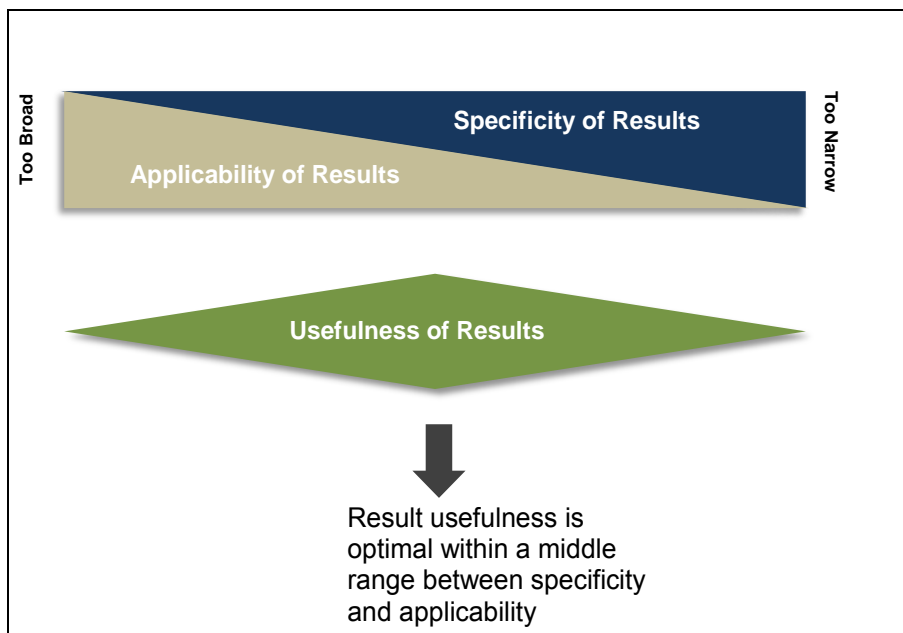 Too Broad
Specificity of Results
Too Narrow
Applicability of Results
Usefulness of Results
Result usefulness is
optimal within a middle
range between specificity
and applicability